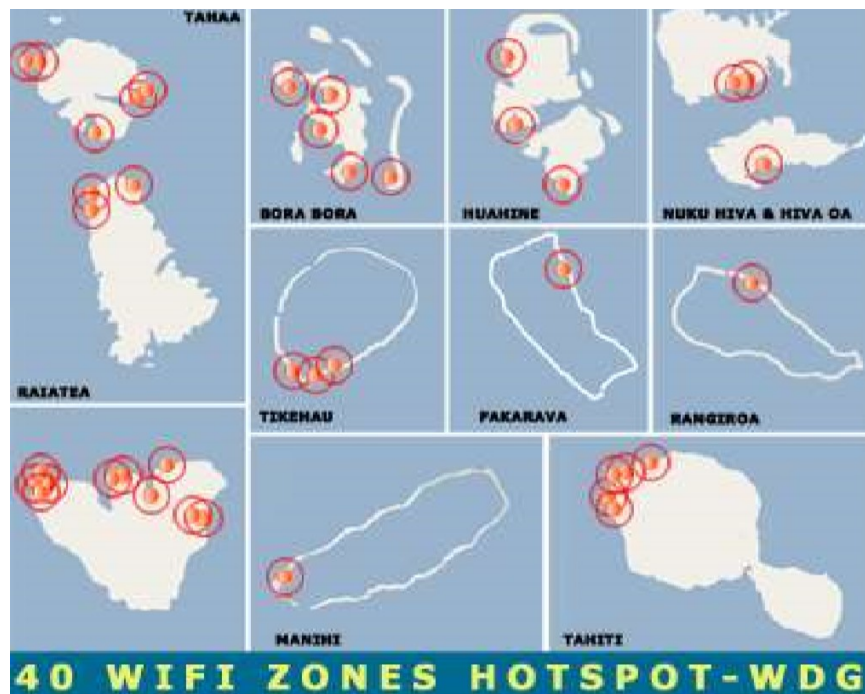 TAHAA
BORA BORA
HUAHINE
NUKU HIVA & HIVA OA
RAIATEA
TIKEHAU
FAKARAVA
RANGIROA
MANIHI
TAHITI
40 WIFI ZONES HOTSPOT-WDG